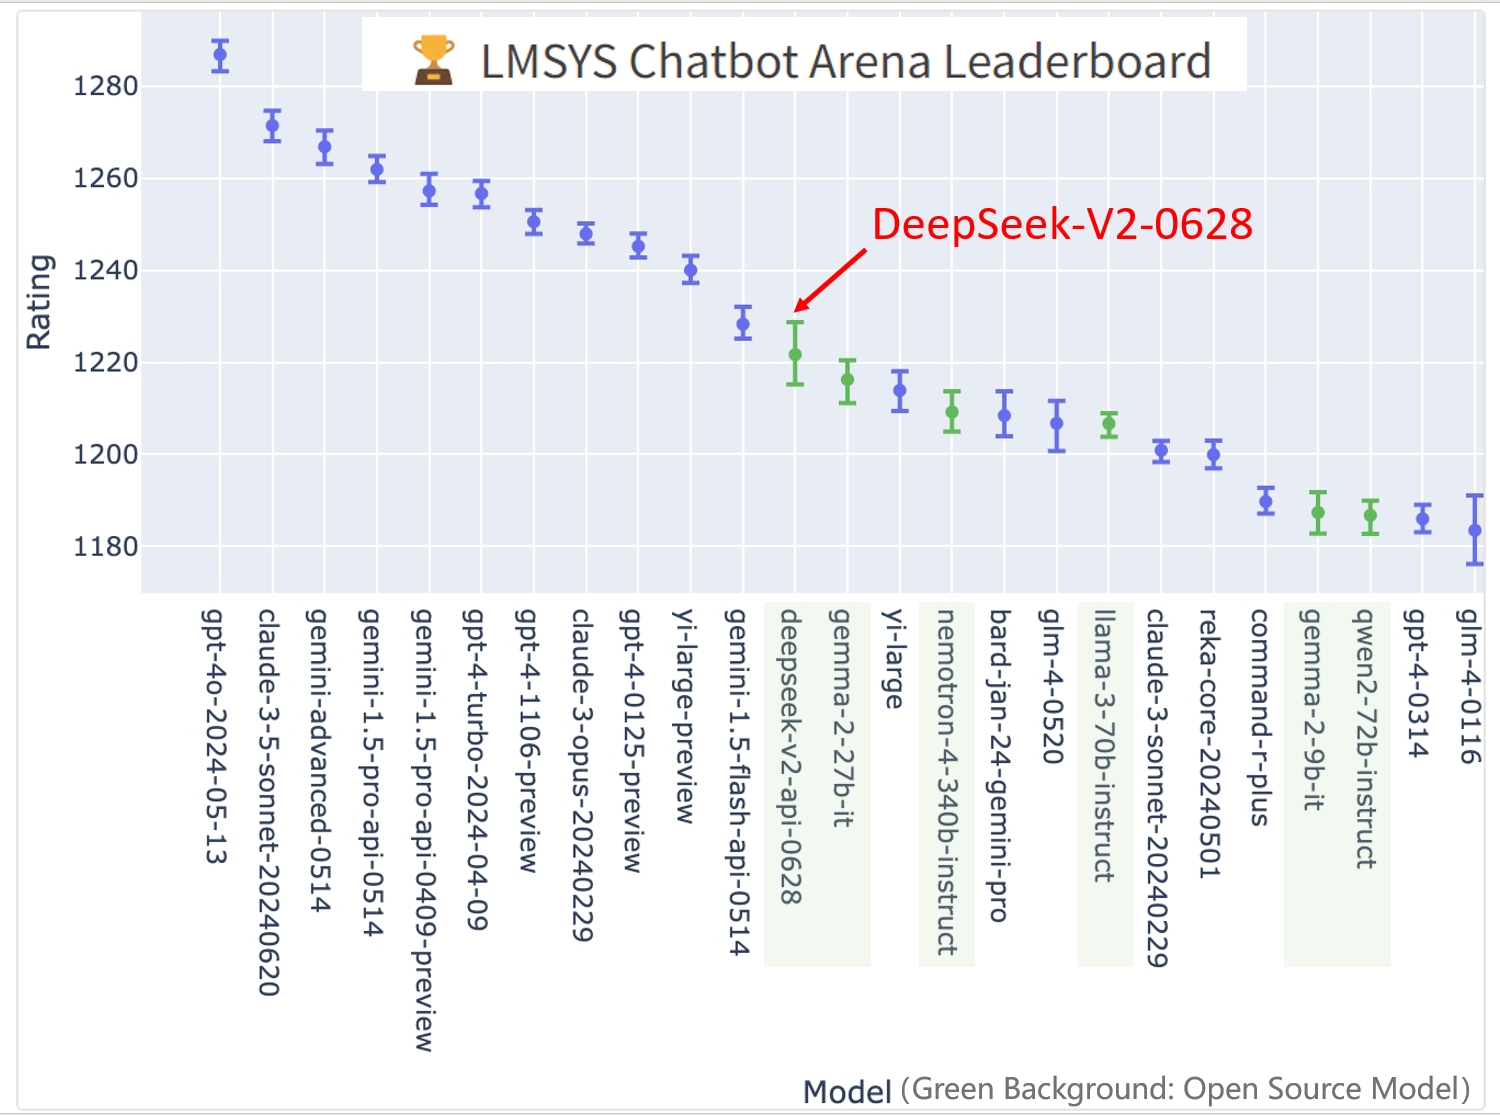 LMSYS Chatbot Arena Leaderboard
1280
1260
1240
1220
1200
1180
Rating
DeepSeek-V2-0628
gpt-4o-2024-05-13
claude-3-5-sonnet-20240620
gemini-advanced-0514
gemini-1.5-pro-api-0514
gemini-1.5-pro-api-0409-preview
gpt-4-turbo-2024-04-09
gpt-4-1106-preview
claude-3-opus-20240229
gpt-4-0125-preview
yi-large-preview
gemini-1.5-flash-api-0514
deepseek-v2-api-0628
gemma-2-27b-it
yi-large
nemotron-4-340b-instruct
bard-jan-24-gemini-pro
glm-4-0520
llama-3-70b-instruct
claude-3-sonnet-20240229
reka-core-20240501
command-r-plus
gemma-2-9b-it
qwen2-72b-instruct
gpt-4-0314
glm-4-0116
Model (Green Background: Open Source Model)